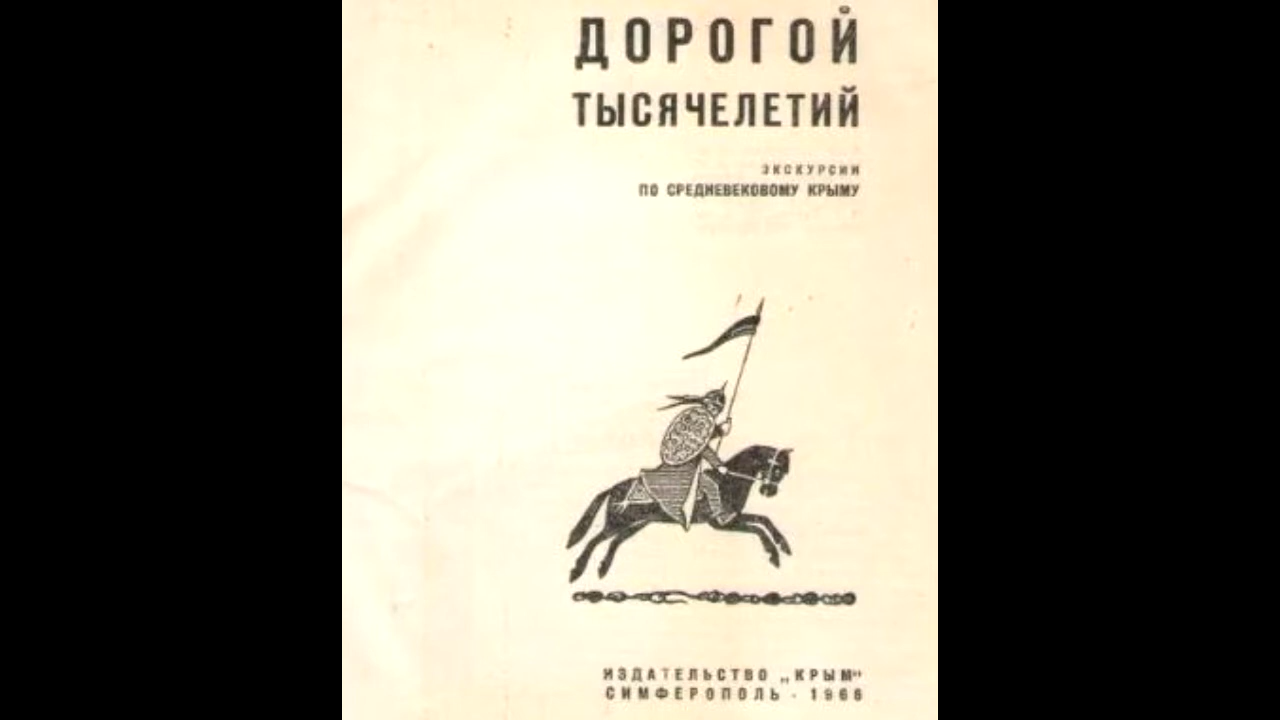 ДОРОГОЙ
ТЫСЯЧЕЛЕТИЙ
ЭКСКУРСИИ
ПО СРЕДНЕВЕКОВОМУ КРЫМУ
ИЗДАТЕЛЬСТВО „КРЫМ“
СИМФЕРОПОЛЬ - 1966